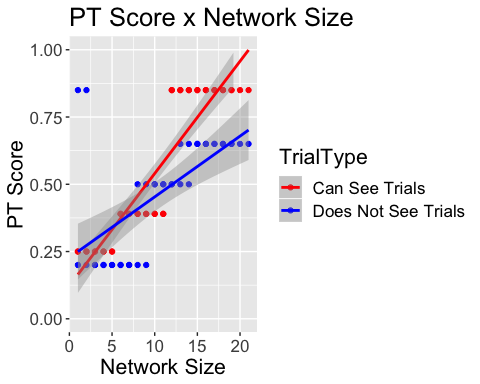 PT Score x Network Size
1.00
0.75
0.50
0.25
0.00
PT Score
0 5 10 15 20
Network Size
TrialType
Can See Trials
Does Not See Trials